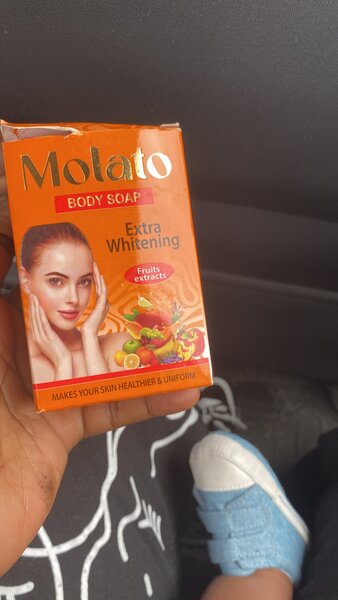 Molato
BODY SOAP
Extra
Whitening
Fruits
extracts
MAKES YOUR SKIN HEALTHIER & UNIFORM